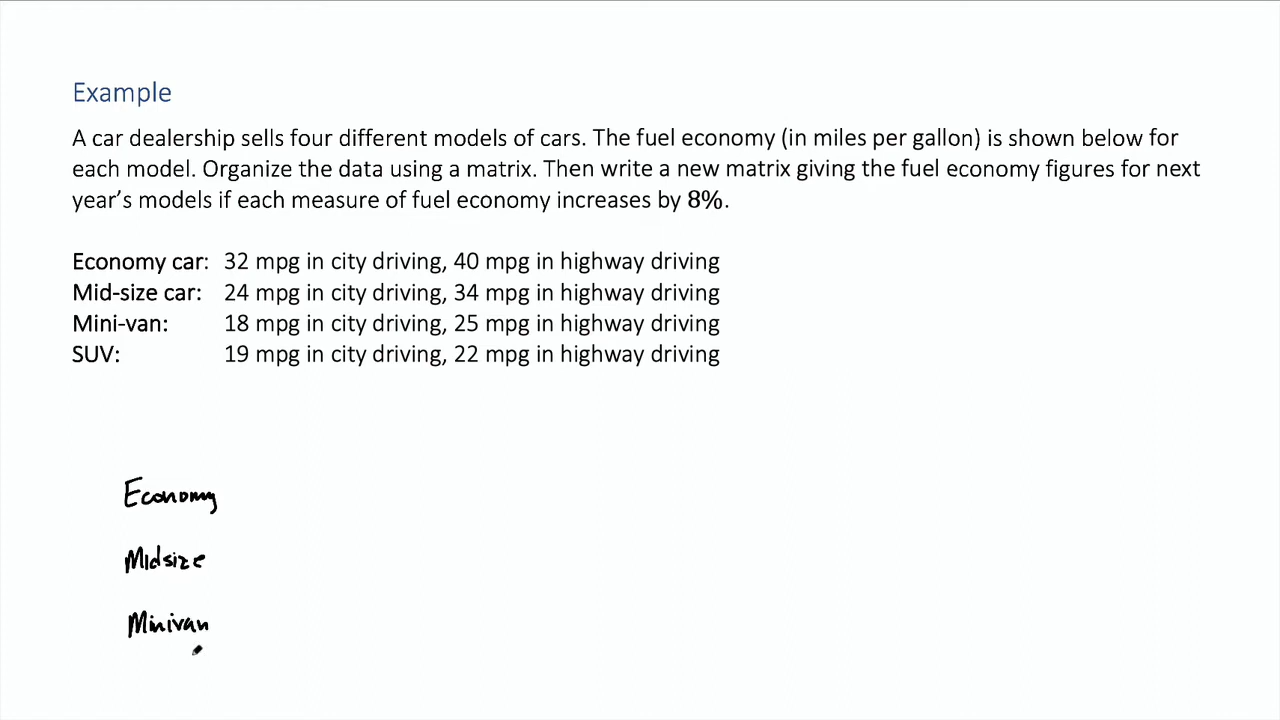 Example
A car dealership sells four different models of cars. The fuel economy (in miles per gallon) is shown below for
each model. Organize the data using a matrix. Then write a new matrix giving the fuel economy figures for next
year’s models if each measure of fuel economy increases by 8%.
Economy car: 32 mpg in city driving, 40 mpg in highway driving
Mid-size car: 24 mpg in city driving, 34 mpg in highway driving
Mini-van: 18 mpg in city driving, 25 mpg in highway driving
SUV: 19 mpg in city driving, 22 mpg in highway driving
Economy
Midsize
Minivan